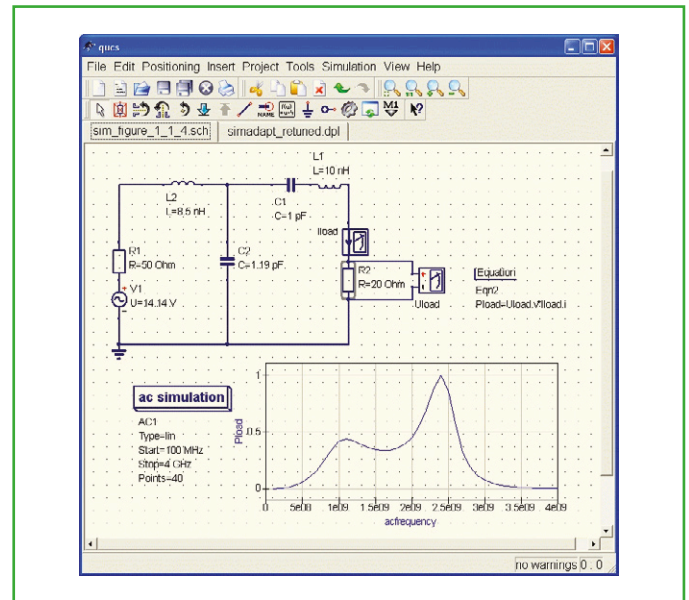 qucs
File Edit Positioning Insert Project Tools Simulation View Help
NAME
M1
sim_figure_1_1_4.sch simadapt_retuned.dpl
L1
L=10 nH
L2
L=8.5 nH
C1
C=1 pF
Iload
R1
R=50 Ohm
C2
C=1.19 pF
R2
R=20 Ohm
Equation
Eqn2
Pload=Uload.v*Iload.i
V1
U=14.14 V
Uload
ac simulation
AC1
Type=lin
Start=100 MHz
Stop=4 GHz
Points=40
Pload
1
0.5
0
0 5e08 1e09 1.5e09 2e09 2.5e09 3e09 3.5e09 4e09
acfrequency
no warnings 0 : 0